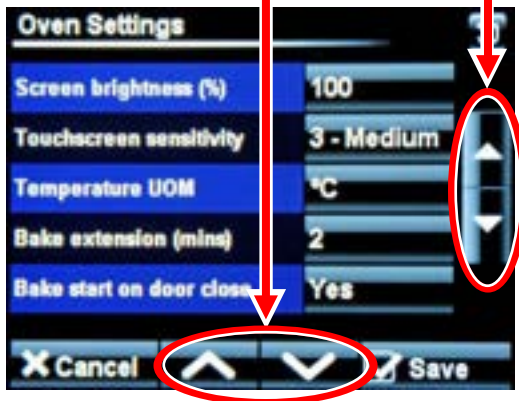 Oven Settings
Screen brightness (%) 100
Touchscreen sensitivity 3 - Medium
Temperature UOM °C
Bake extension (mins) 2
Bake start on door close Yes
Cancel Save